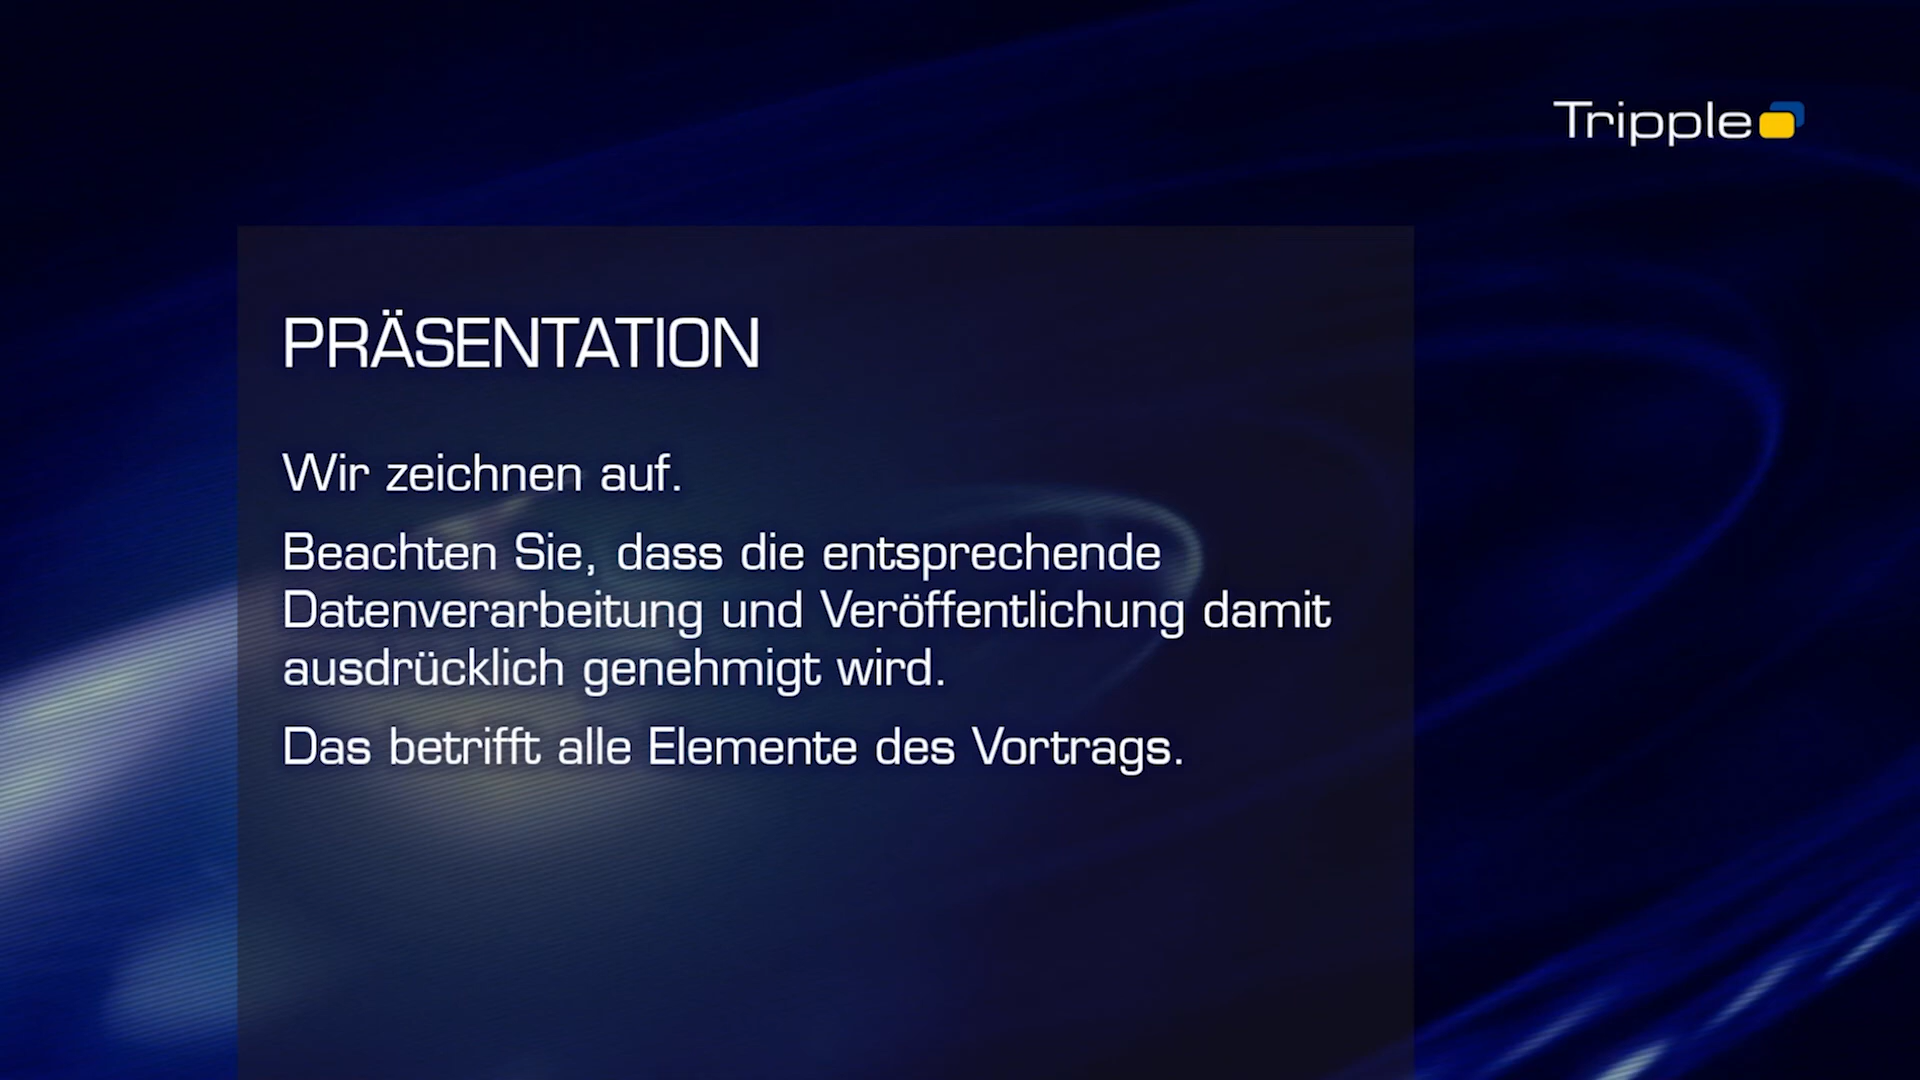 Tripple
PRÄSENTATION
Wir zeichnen auf.
Beachten Sie, dass die entsprechende
Datenverarbeitung und Veröffentlichung damit
ausdrücklich genehmigt wird.
Das betrifft alle Elemente des Vortrags.